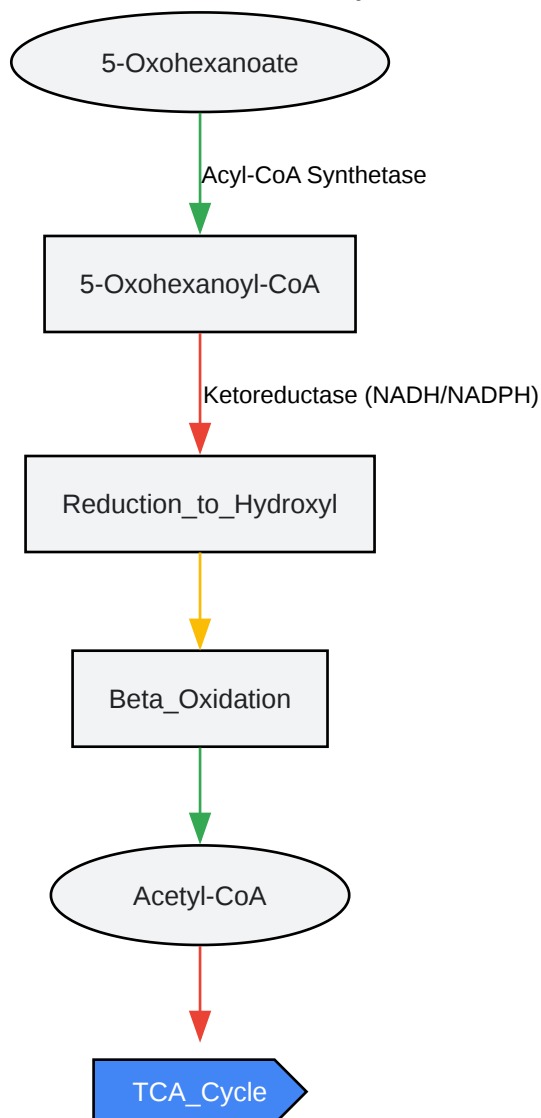 5-Oxohexanoate
Acyl-CoA Synthetase
5-Oxohexanoyl-CoA
Ketoreductase (NADH/NADPH)
Reduction_to_Hydroxyl
Beta_Oxidation
Acetyl-CoA
TCA_Cycle